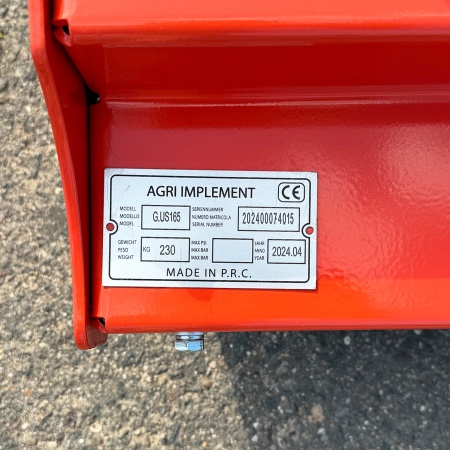 AGRI IMPLEMENT CE
MODELL MODELLO MODEL G.US165 SERIENNUMMER NUMERO MATRICOLA SERIAL NUMBER 202400074015
GEWICHT PESO WEIGHT KG 230 MAX PSI MAX BAR MAX BAR JAHR ANNO YEAR 2024.04
MADE IN P.R.C.